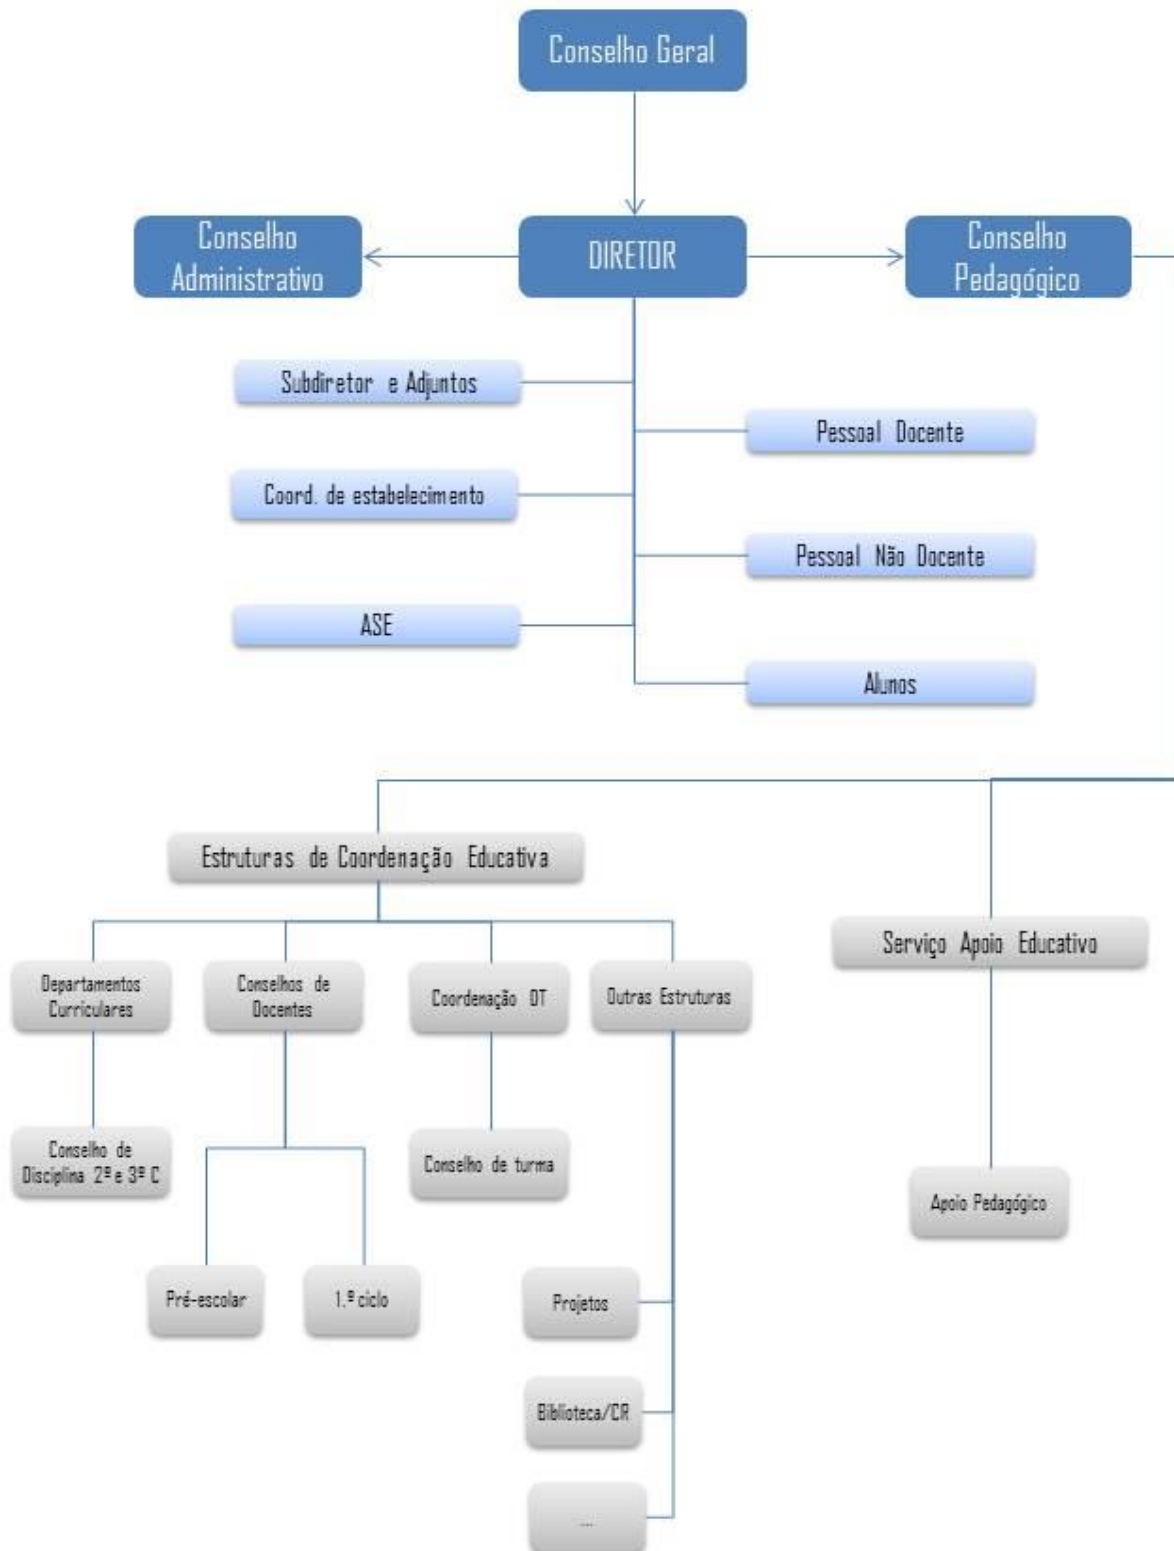 Conselho Geral
Conselho
Administrativo
DIRETOR
Conselho
Pedagógico
Subdiretor e Adjuntos
Pessoal Docente
Coord. de estabelecimento
Pessoal Não Docente
ASE
Alunos
Estruturas de Coordenação Educativa
Serviço Apoio Educativo
Departamentos
Curriculares
Conselhos de
Docentes
Coordenação DT
Outras Estruturas
Conselho de
Disciplina 2º e 3º C
Conselho de turma
Apoio Pedagógico
Pré-escolar
1.º ciclo
Projetos
Biblioteca/CR
...